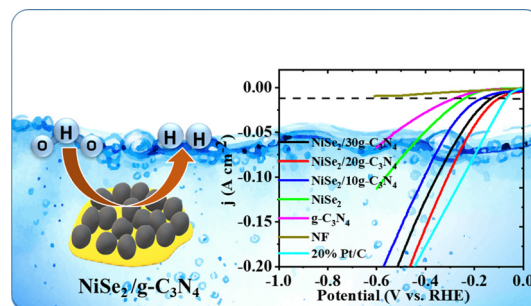 O H O
H H
NiSe₂/g-C₃N₄
0.00
-0.05
-0.10
-0.15
-0.20
j (A cm⁻²)
NiSe₂/30g-C₃N₄
NiSe₂/20g-C₃N₄
NiSe₂/10g-C₃N₄
NiSe₂
g-C₃N₄
NF
20% Pt/C
-1.0 -0.8 -0.6 -0.4 -0.2 0.0
Potential (V vs. RHE)